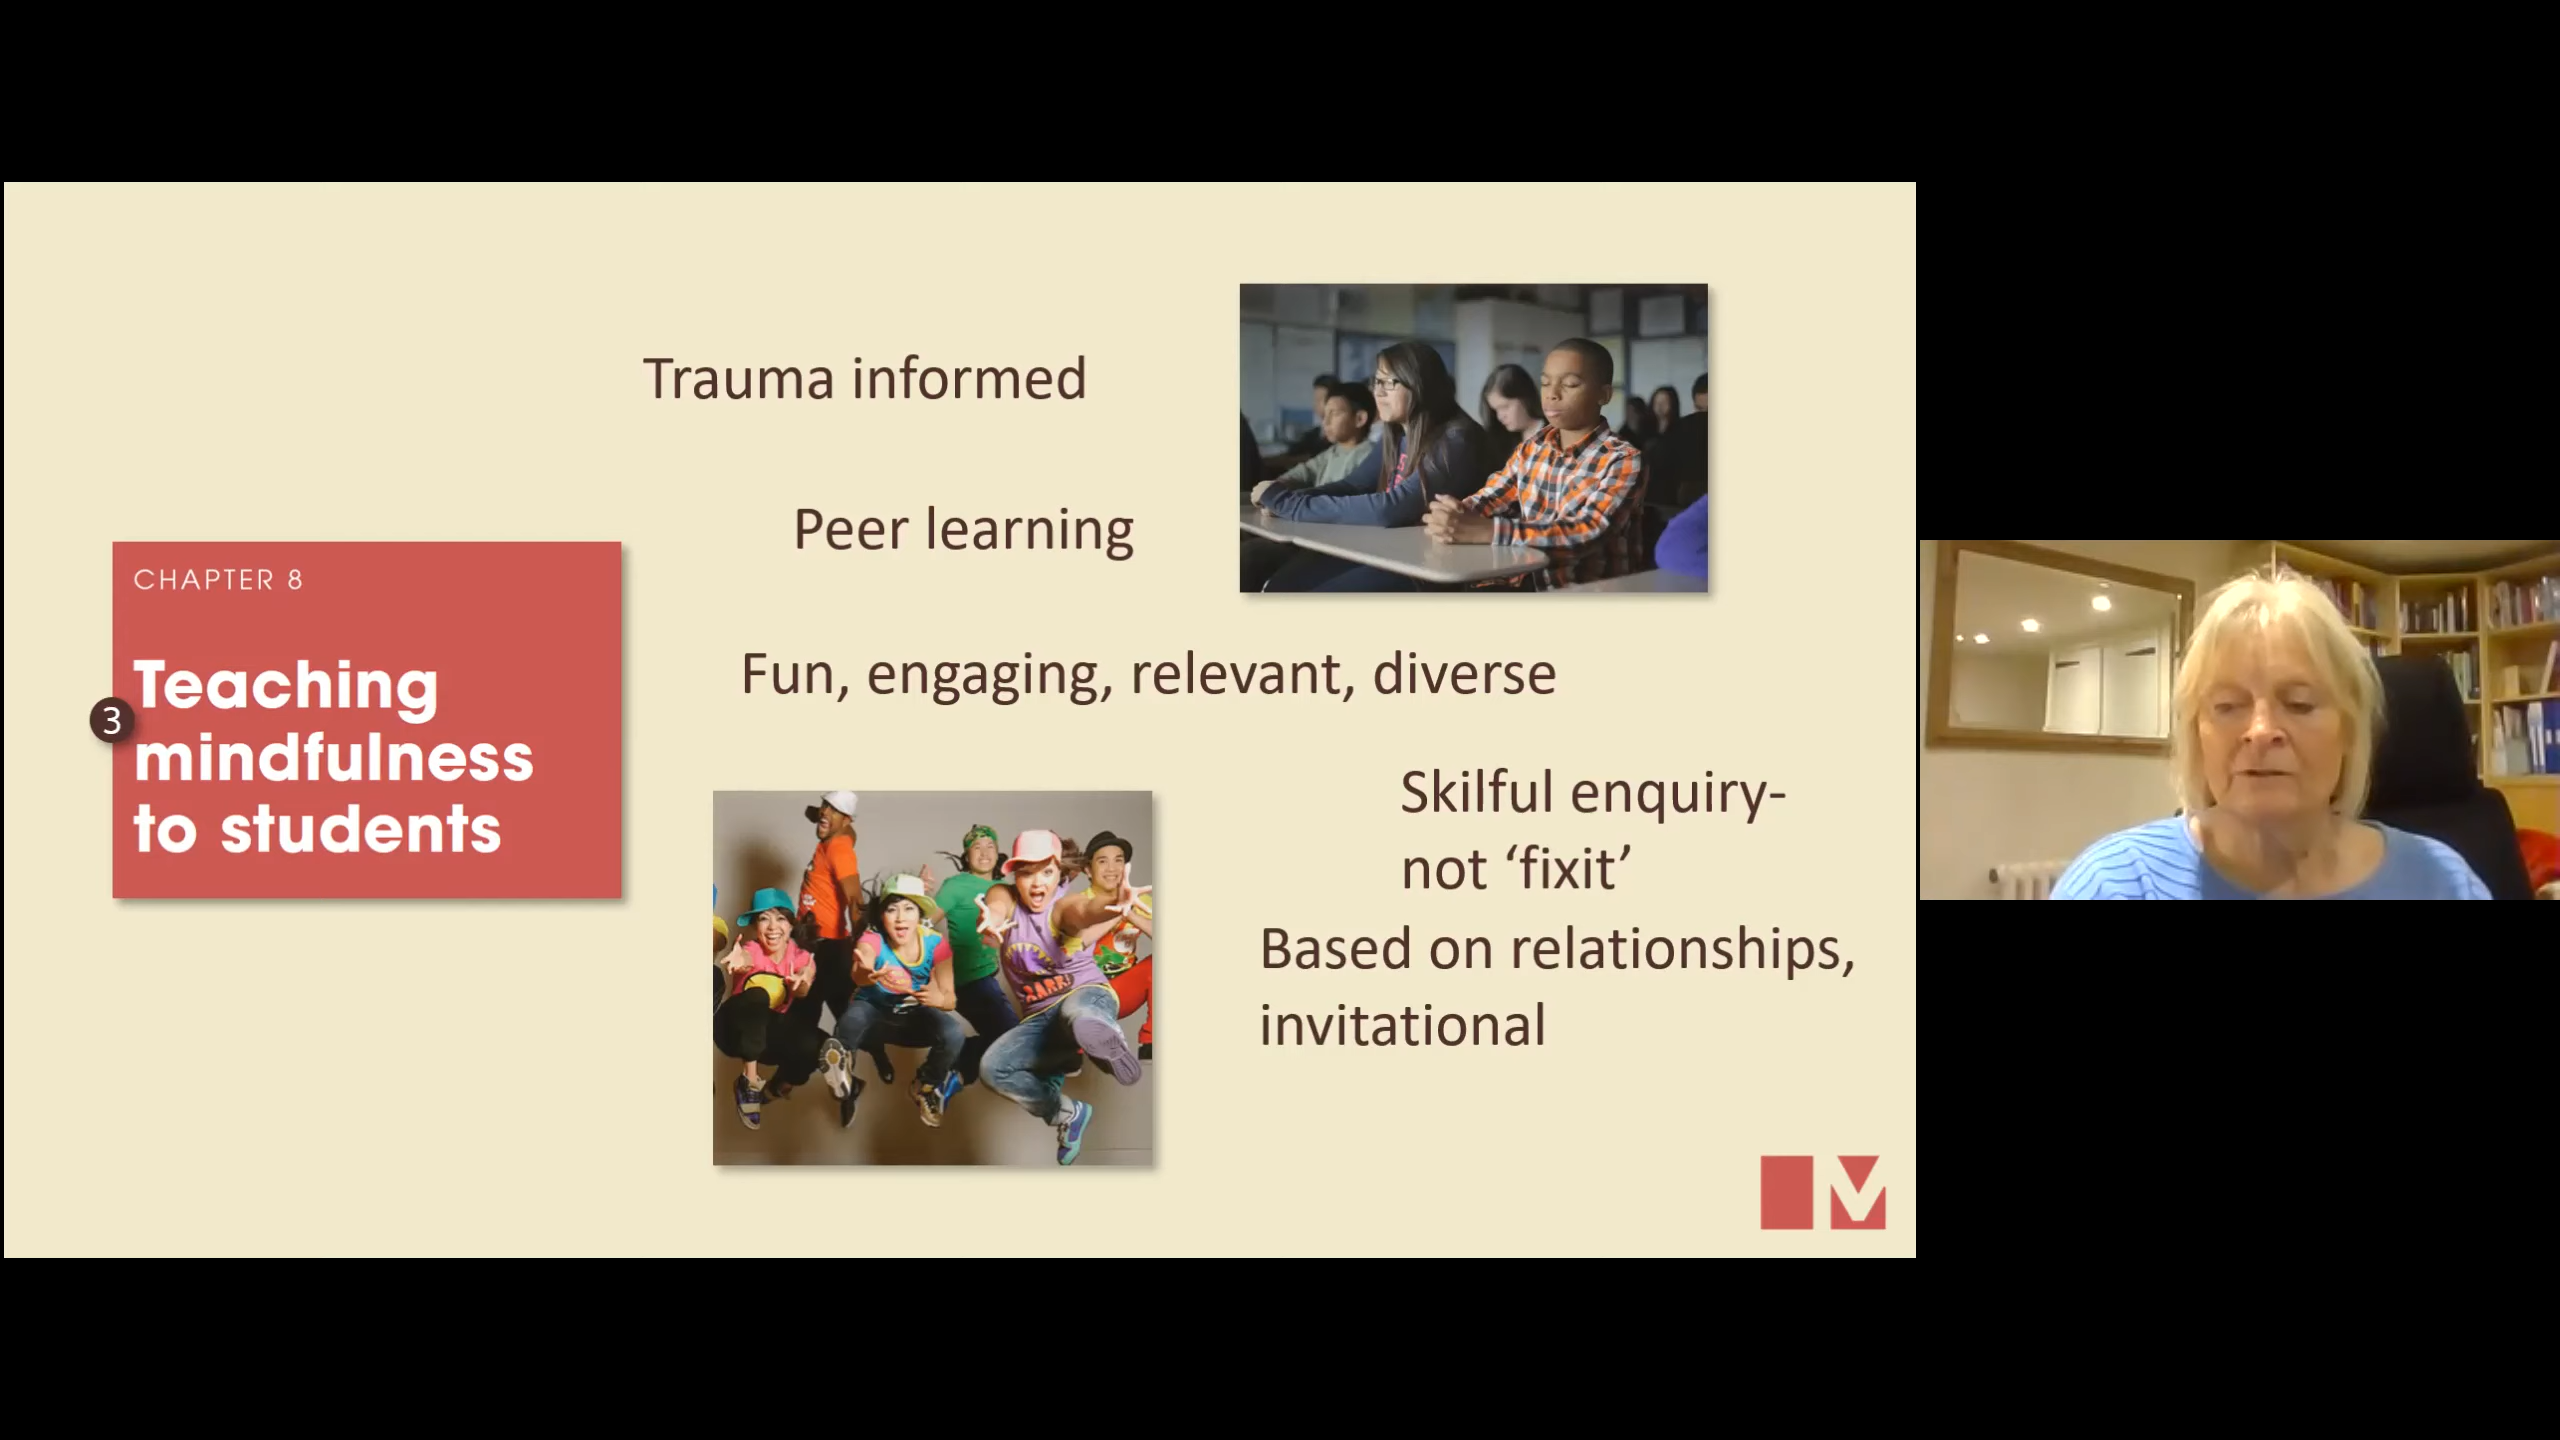 CHAPTER 8
Teaching
3
mindfulness
to students
Trauma informed
Peer learning
Fun, engaging, relevant, diverse
Skilful enquiry-
not ‘fixit’
Based on relationships,
invitational
M